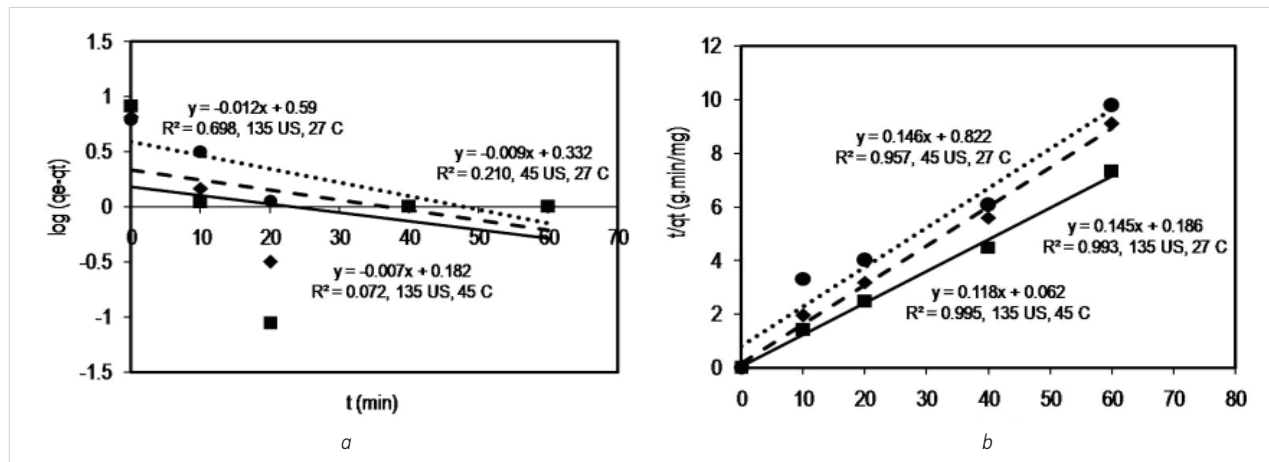 1.5
1
0.5
0
-0.5
-1
-1.5
log (qe-qt)
0 10 20 30 40 50 60 70
t (min)
y = -0.012x + 0.59
R² = 0.698, 135 US, 27 C
y = -0.009x + 0.332
R² = 0.210, 45 US, 27 C
y = -0.007x + 0.182
R² = 0.072, 135 US, 45 C
a
12
10
8
6
4
2
0
t/qt (g.min/mg)
0 10 20 30 40 50 60 70 80
y = 0.146x + 0.822
R² = 0.957, 45 US, 27 C
y = 0.145x + 0.186
R² = 0.993, 135 US, 27 C
y = 0.118x + 0.062
R² = 0.995, 135 US, 45 C
b